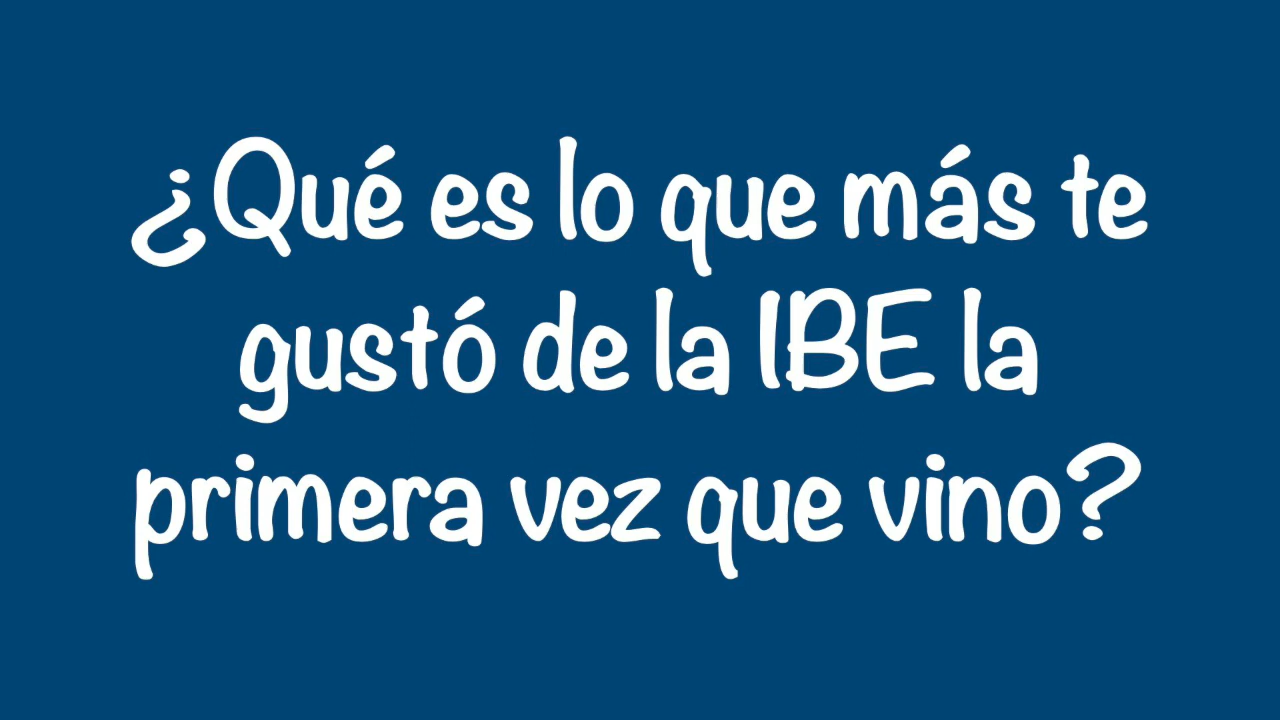 ¿Qué es lo que más te
gustó de la IBE la
primera vez que vino?